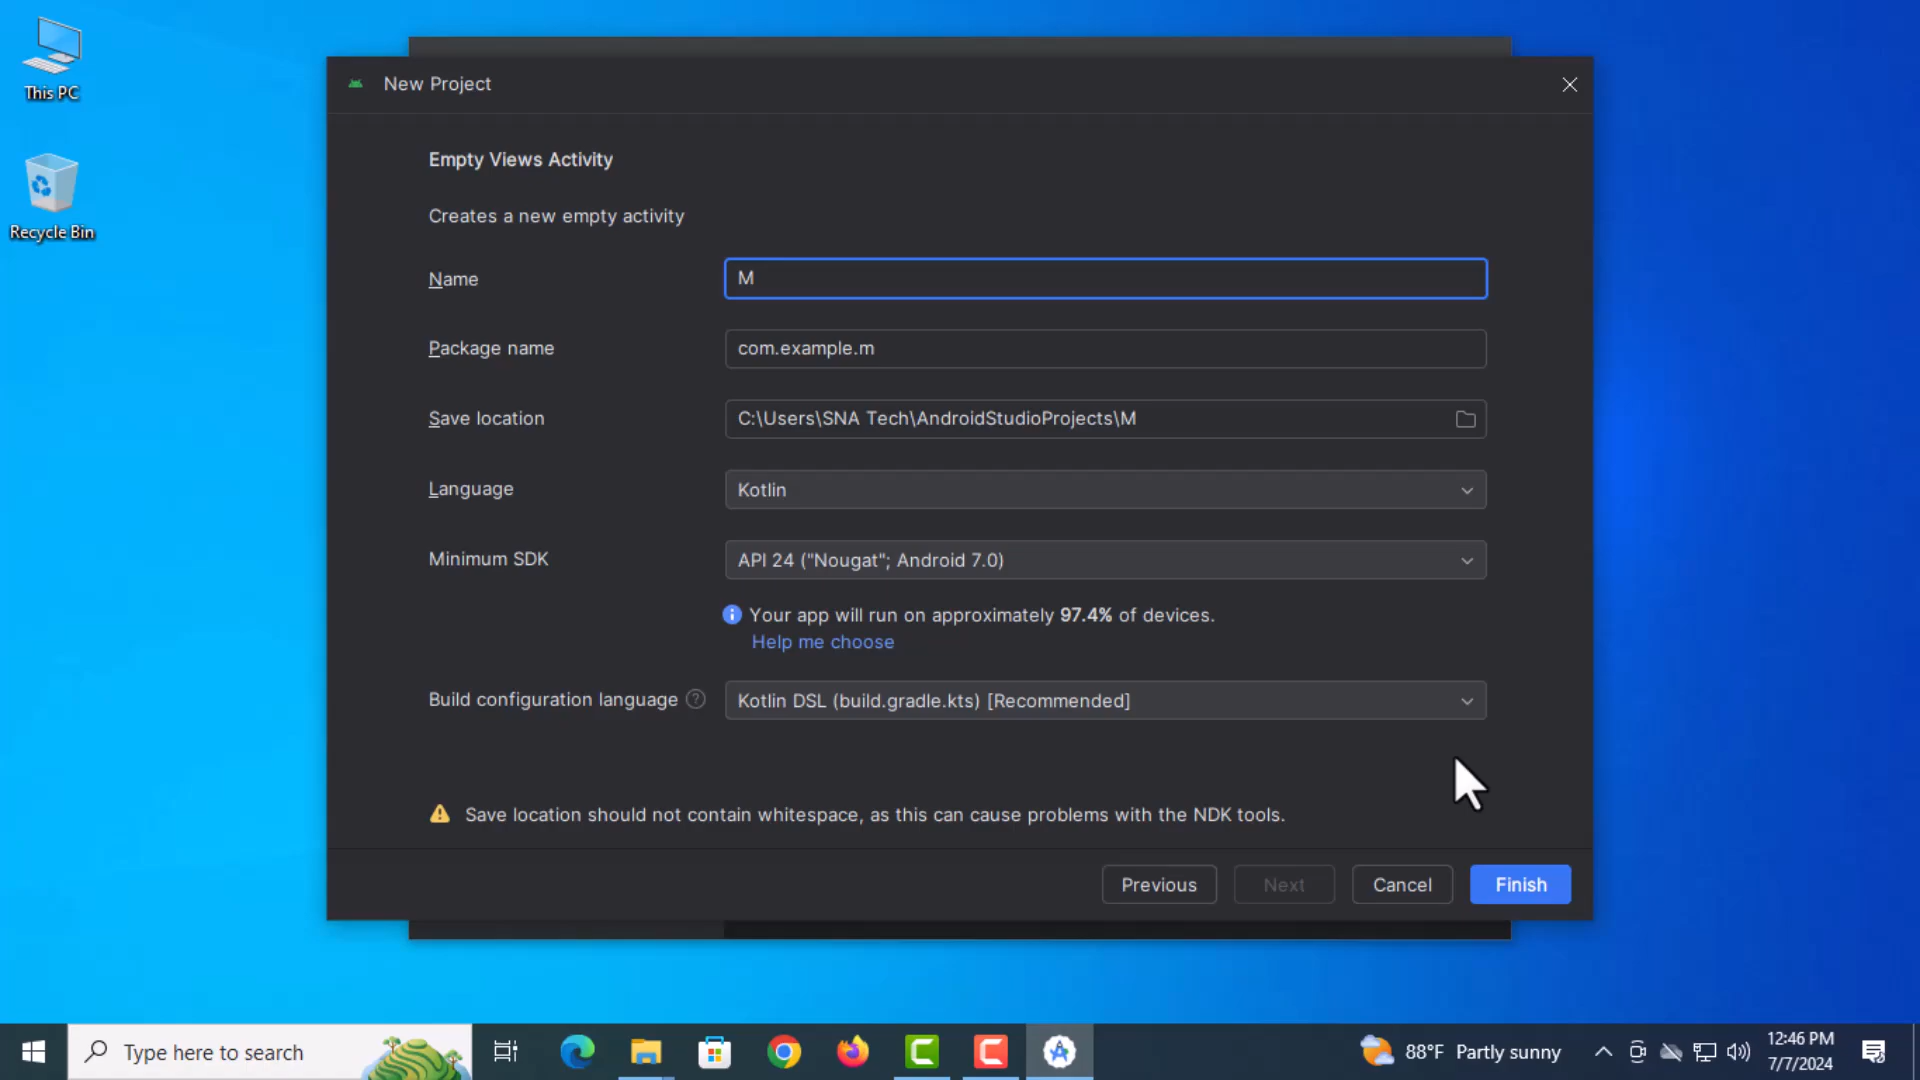 This PC
Recycle Bin
New Project
Empty Views Activity
Creates a new empty activity
Name
M
Package name
com.example.m
Save location
C:\Users\SNA Tech\AndroidStudioProjects\M
Language
Kotlin
Minimum SDK
API 24 ("Nougat"; Android 7.0)
Your app will run on approximately 97.4% of devices.
Help me choose
Build configuration language
Kotlin DSL (build.gradle.kts) [Recommended]
Save location should not contain whitespace, as this can cause problems with the NDK tools.
Previous
Next
Cancel
Finish
Type here to search
88°F Partly sunny
12:46 PM
7/7/2024